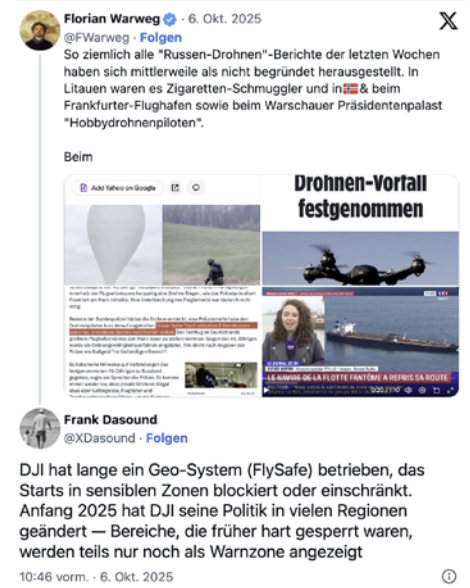 Florian Warweg · 6. Okt. 2025
@FWarweg · Folgen
So ziemlich alle "Russen-Drohnen"-Berichte der letzten Wochen
haben sich mittlerweile als nicht begründet herausgestellt. In
Litauen waren es Zigaretten-Schmuggler und in🇳🇴& beim
Frankfurter-Flughafen sowie beim Warschauer Präsidentenpalast
"Hobbydrohnenpiloten".
Beim
Add Yahoo on Google
Drohnen-Vorfall
festgenommen
LE JOURNAL DE 20H
LE NAVIRE DE LA FLOTTE FANTÔME A REPRIS SA ROUTE
Frank Dasound
@XDasound · Folgen
DJI hat lange ein Geo-System (FlySafe) betrieben, das
Starts in sensiblen Zonen blockiert oder einschränkt.
Anfang 2025 hat DJI seine Politik in vielen Regionen
geändert — Bereiche, die früher hart gesperrt waren,
werden teils nur noch als Warnzone angezeigt
10:46 vorm. · 6. Okt. 2025